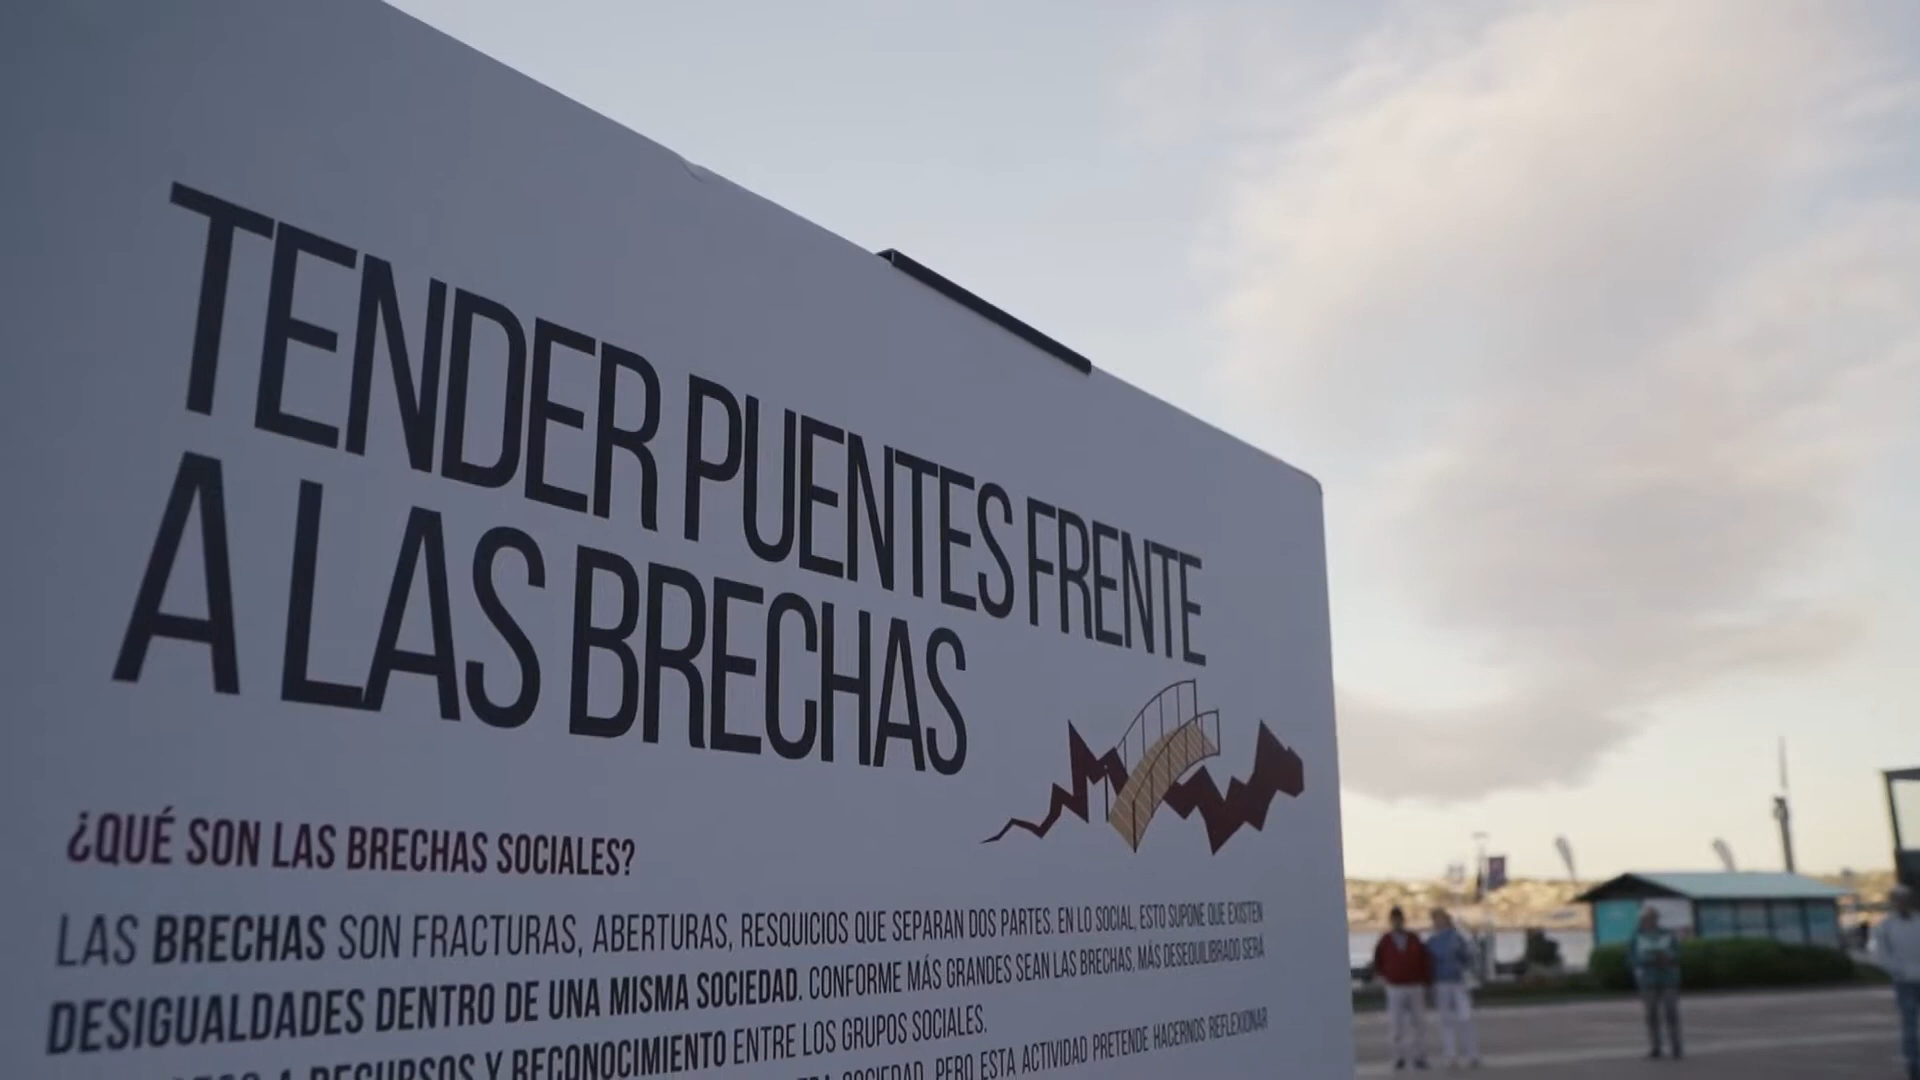 TENDER PUENTES FRENTE
A LAS BRECHAS
¿QUÉ SON LAS BRECHAS SOCIALES?
LAS BRECHAS SON FRACTURAS, ABERTURAS, RESQUICIOS QUE SEPARAN DOS PARTES. EN LO SOCIAL, ESTO SUPONE QUE EXISTEN
DESIGUALDADES DENTRO DE UNA MISMA SOCIEDAD. CONFORME MÁS GRANDES SEAN LAS BRECHAS, MÁS DESEQUILIBRADO SERÁ
A RECURSOS Y RECONOCIMIENTO ENTRE LOS GRUPOS SOCIALES.
SOCIEDAD, PERO ESTA ACTIVIDAD PRETENDE HACERNOS REFLEXIONAR